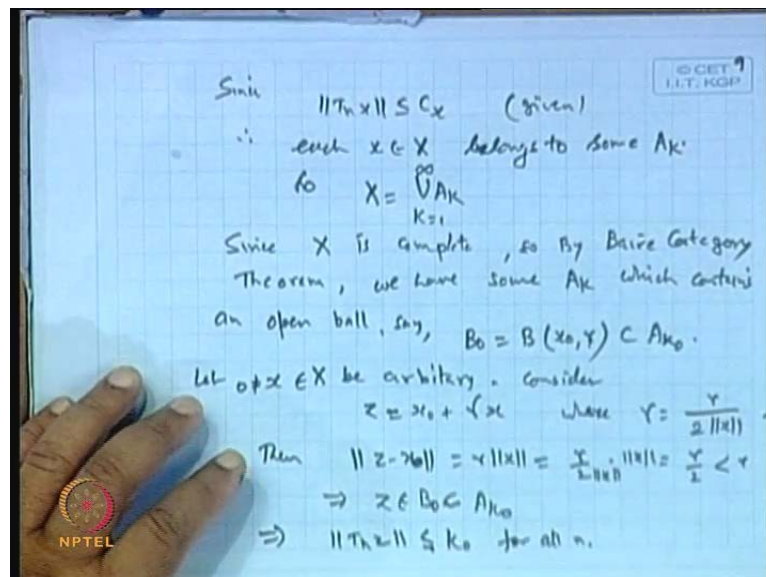 © CET 9
I.I.T. KGP
Since
||Tn x|| ≤ Cx (given)
∴ each x ∈ X belongs to some AK.
So X = ∞∪K=1 AK
Since X is complete, so By Baire Category
Theorem, we have some AK which contains
an open ball, say, B0 = B(x0, r) ⊂ AK0.
Let 0 ≠ x ∈ X be arbitary. Consider
z = x0 + γx where γ = r / 2||x||
Then ||z - x0|| = γ||x|| = r/2||x|| · ||x|| = r/2 < r
⇒ z ∈ B0 ⊂ AK0
⇒ ||Tn z|| ≤ k0 for all n.
NPTEL